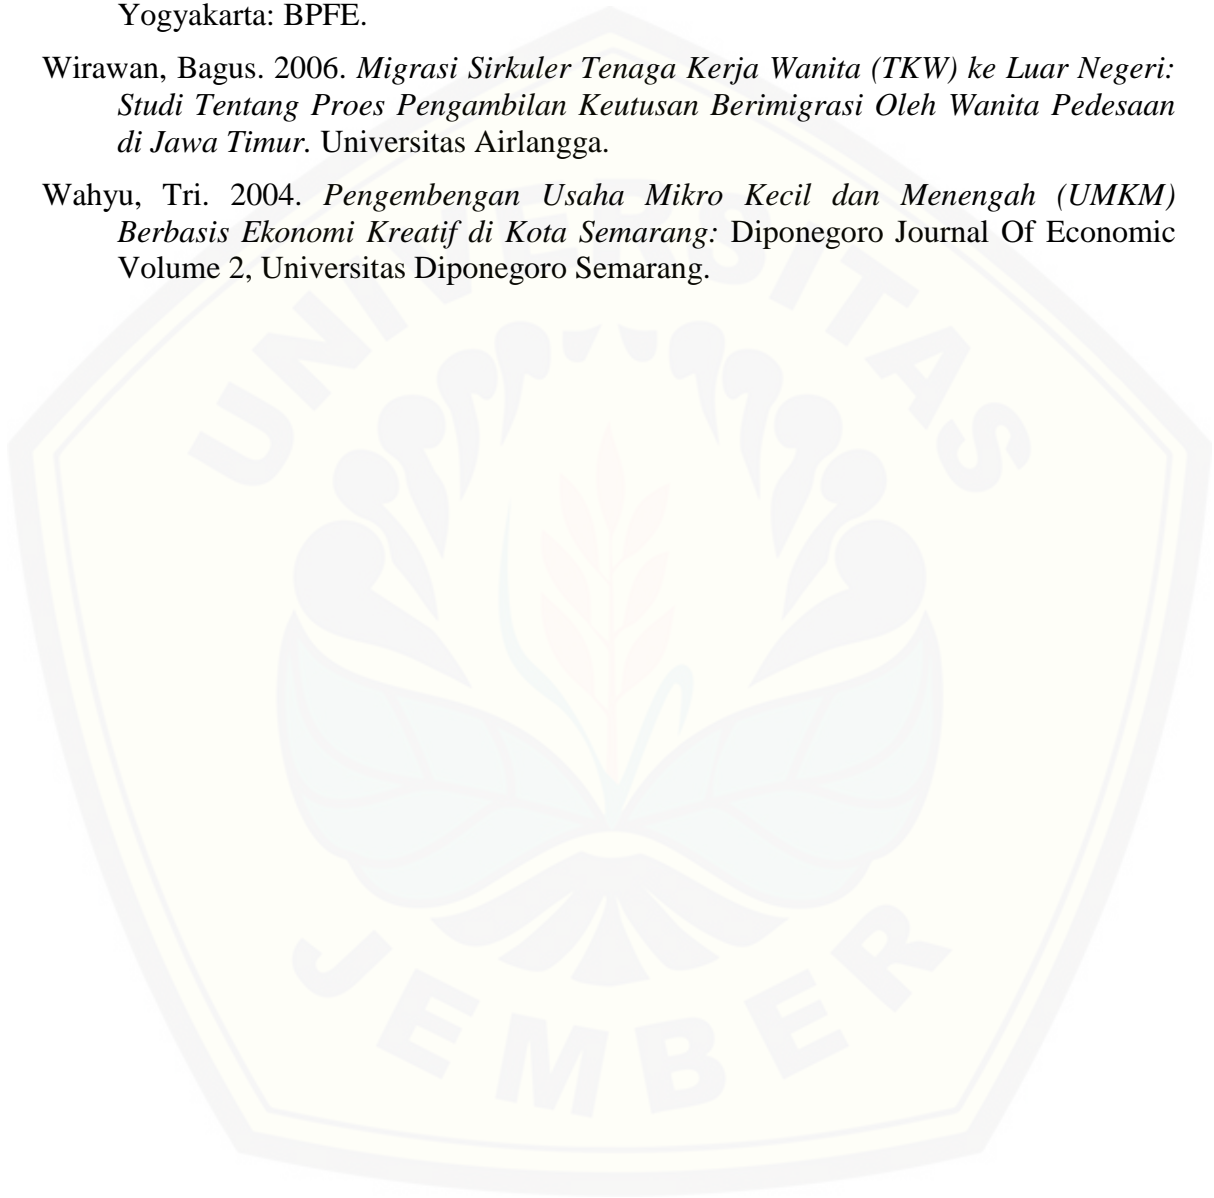 Yogyakarta: BPFE.
Wirawan, Bagus. 2006. Migrasi Sirkuler Tenaga Kerja Wanita (TKW) ke Luar Negeri:
Studi Tentang Proes Pengambilan Keutusan Berimigrasi Oleh Wanita Pedesaan
di Jawa Timur. Universitas Airlangga.
Wahyu, Tri. 2004. Pengembengan Usaha Mikro Kecil dan Menengah (UMKM)
Berbasis Ekonomi Kreatif di Kota Semarang: Diponegoro Journal Of Economic
Volume 2, Universitas Diponegoro Semarang.
UNIVERSITAS
JEMBER